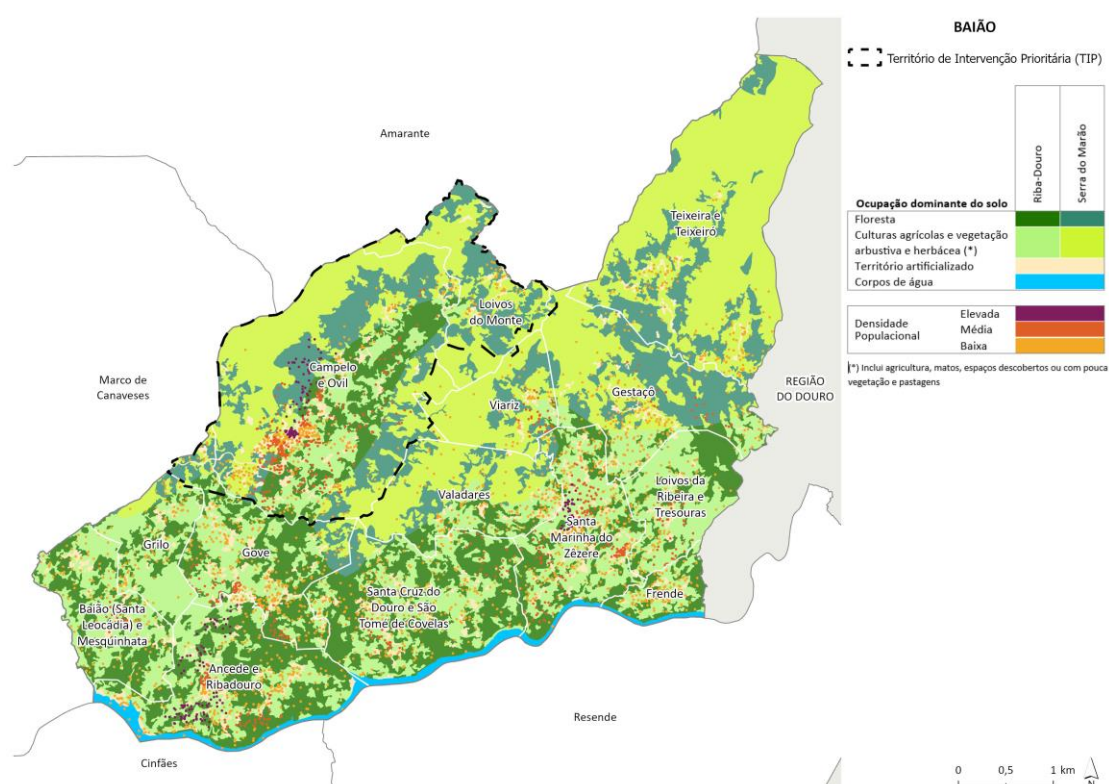 BAIÃO
Território de Intervenção Prioritária (TIP)
Riba-Douro
Serra do Marão
Ocupação dominante do solo
Floresta
Culturas agrícolas e vegetação
arbustiva e herbácea (*)
Território artificializado
Corpos de água
Densidade
Populacional
Elevada
Média
Baixa
(*) Inclui agricultura, matos, espaços descobertos ou com pouca
vegetação e pastagens
Amarante
Teixeira e
Teixeiró
Loivos
do Monte
Campelo
e Ovil
Marco de
Canaveses
Viariz
Gestaçô
REGIÃO
DO DOURO
Valadares
Loivos da
Ribeira e
Tresouras
Santa
Marinha do
Zêzere
Grilo
Gove
Santa Cruz do
Douro e São
Tomé de Covelas
Frende
Baião (Santa
Leocádia) e
Mesquinhata
Ancede e
Ribadouro
Resende
Cinfães
0 0,5 1 km
N